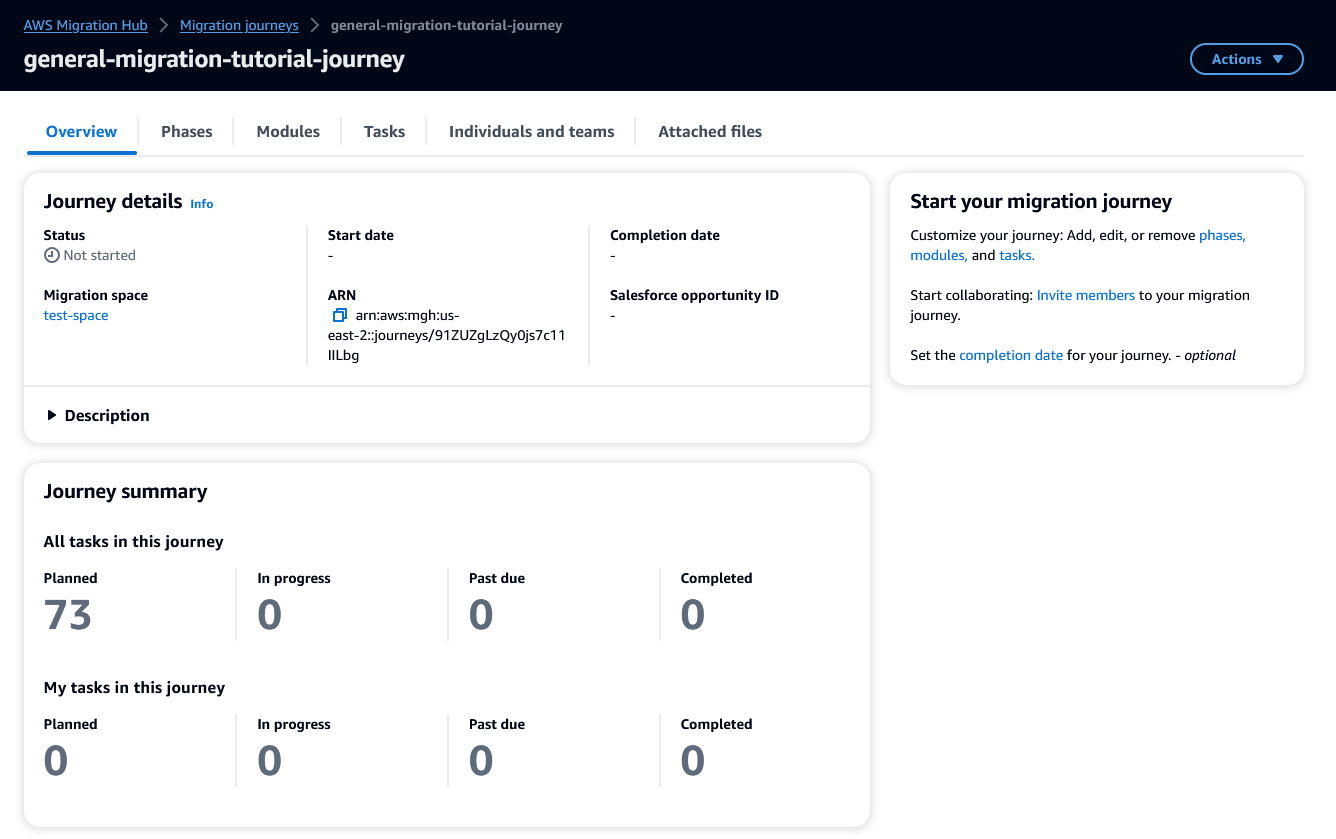 AWS Migration Hub > Migration journeys > general-migration-tutorial-journey
general-migration-tutorial-journey
Actions
Overview
Phases
Modules
Tasks
Individuals and teams
Attached files
Journey details Info
Status
Not started
Start date
-
Completion date
-
Migration space
test-space
ARN
arn:aws:mgh:us-
east-2::journeys/91ZUZgLzQy0js7c11
IILbg
Salesforce opportunity ID
-
Description
Start your migration journey
Customize your journey: Add, edit, or remove phases,
modules, and tasks.
Start collaborating: Invite members to your migration
journey.
Set the completion date for your journey. - optional
Journey summary
All tasks in this journey
Planned
73
In progress
0
Past due
0
Completed
0
My tasks in this journey
Planned
0
In progress
0
Past due
0
Completed
0